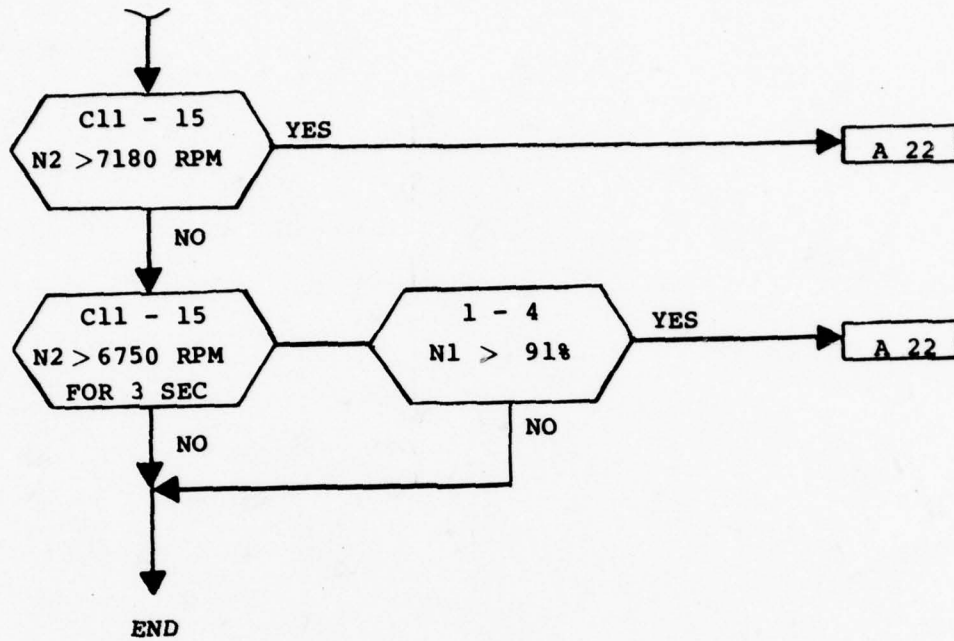 C11 - 15
N2 > 7180 RPM
YES
A 22
NO
C11 - 15
N2 > 6750 RPM
FOR 3 SEC
1 - 4
N1 > 91%
YES
A 22
NO
NO
END